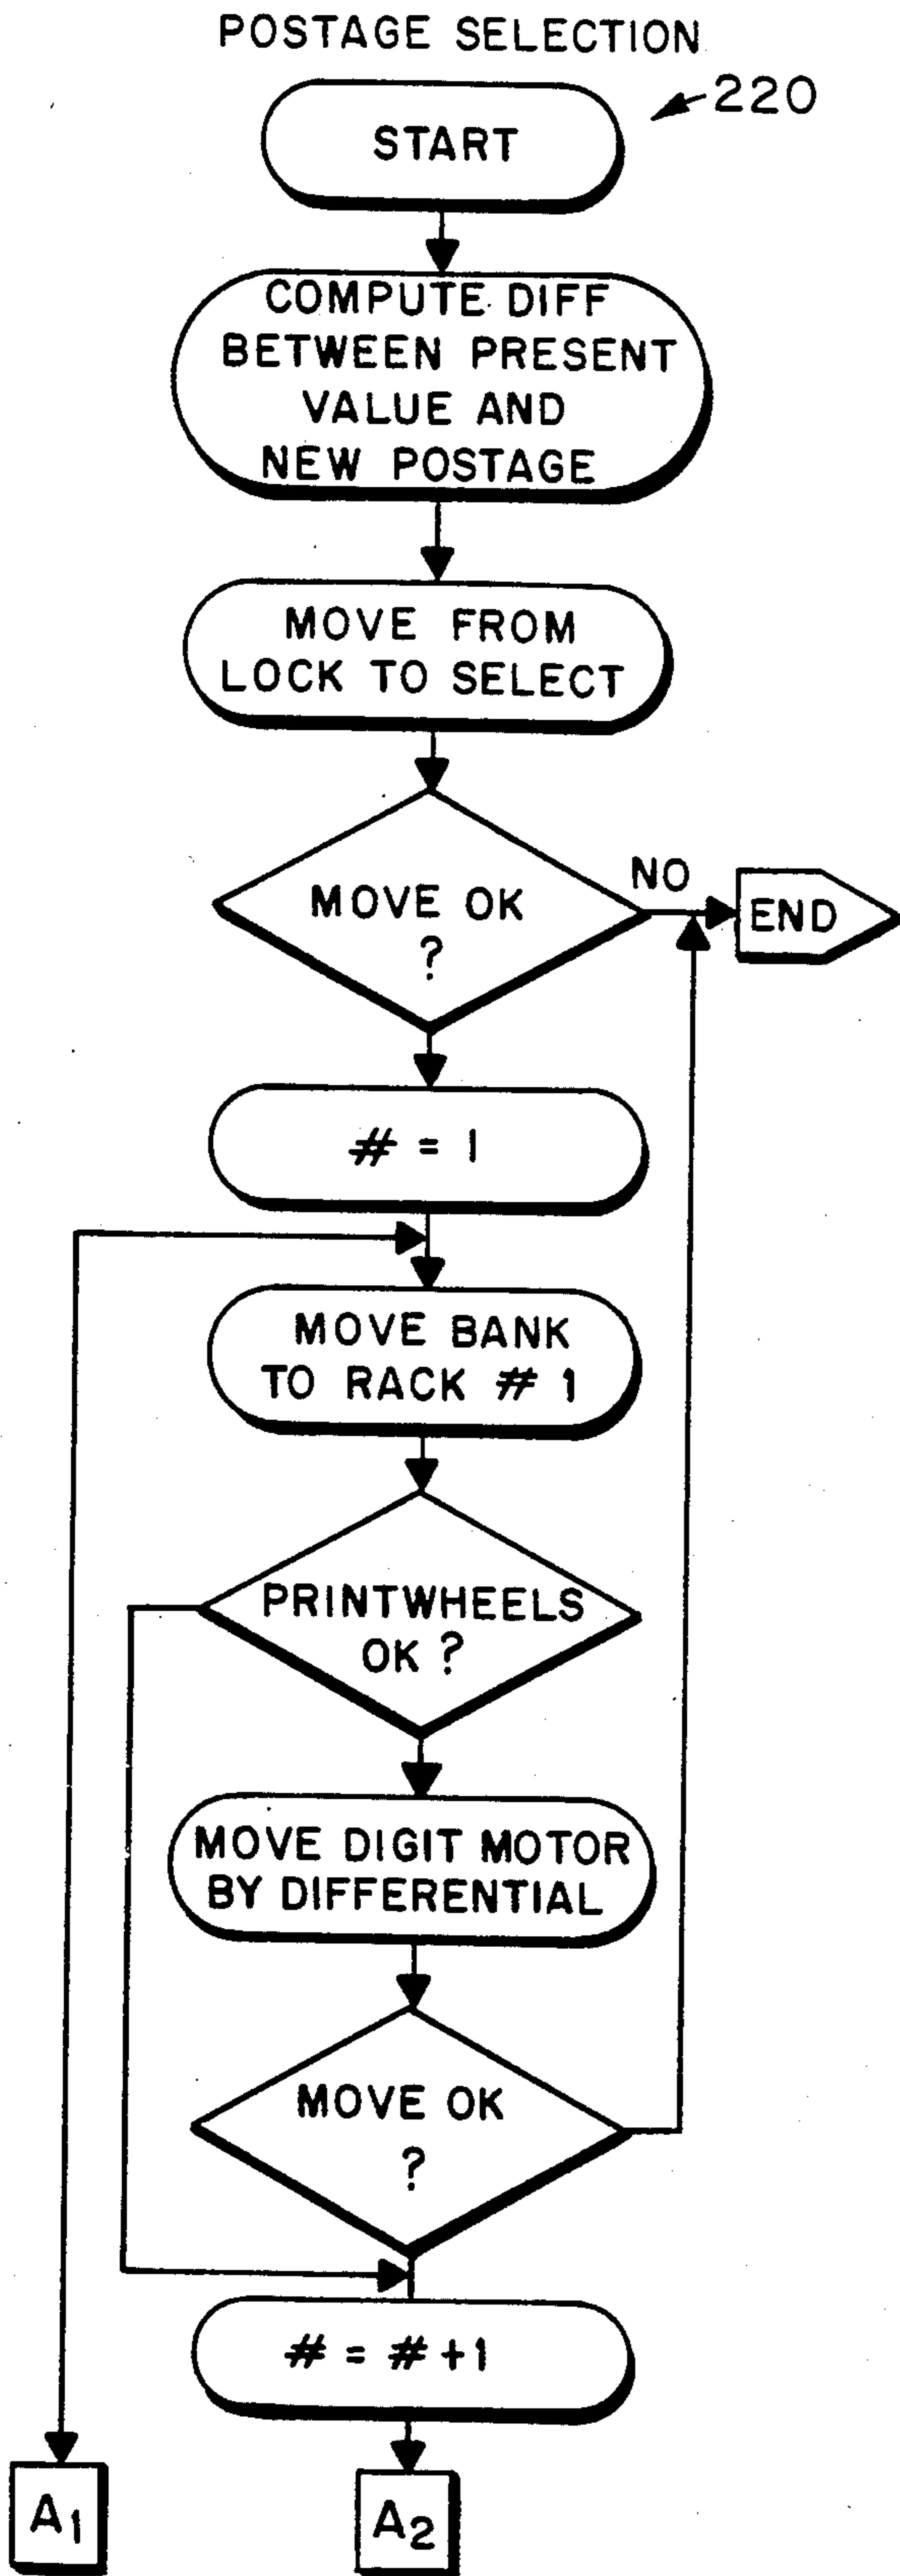 POSTAGE SELECTION
220
START
COMPUTE DIFF
BETWEEN PRESENT
VALUE AND
NEW POSTAGE
MOVE FROM
LOCK TO SELECT
MOVE OK
?
NO
END
# = 1
MOVE BANK
TO RACK # 1
PRINTWHEELS
OK ?
MOVE DIGIT MOTOR
BY DIFFERENTIAL
MOVE OK
?
# = # +1
A1
A2